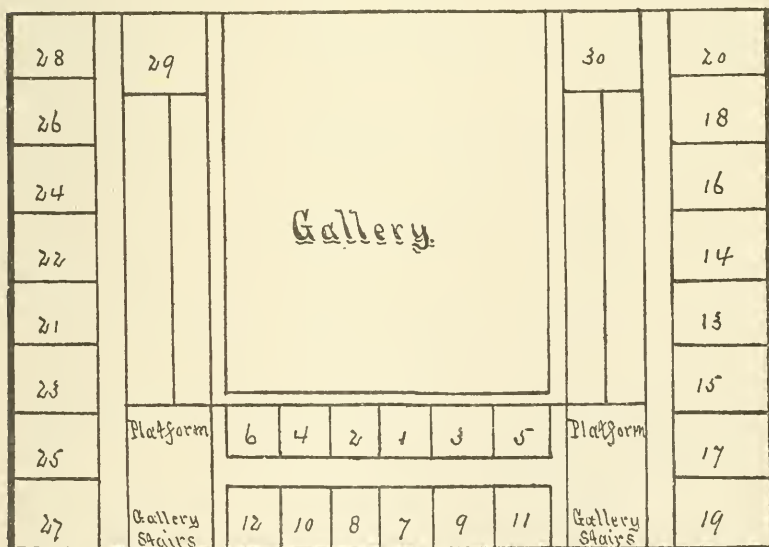 28 29 30 20
26 18
24 16
Gallery.
22 14
21 13
23 15
Platform 6 4 2 1 3 5 Platform
25 17
27 Gallery 12 10 8 7 9 11 Gallery 19
Stairs Stairs